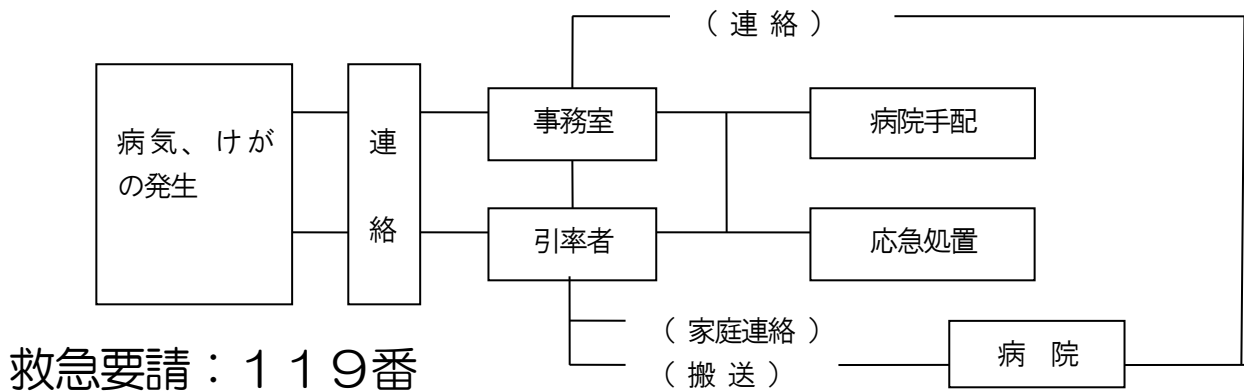 （ 連 絡 ）
病気、けが
の発生
連
絡
事務室
病院手配
引率者
応急処置
（ 家庭連絡 ）
（ 搬 送 ）
病　院
救急要請：１１９番